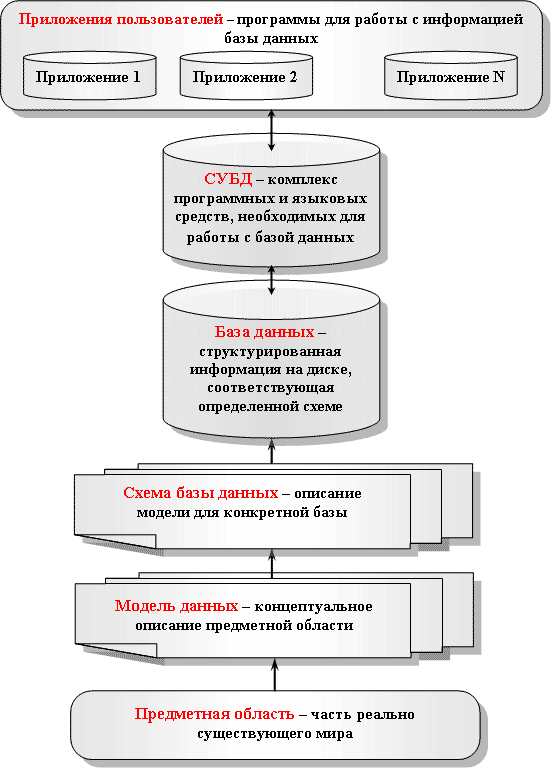 Приложения пользователей – программы для работы с информацией
базы данных
Приложение 1
Приложение 2
Приложение N
СУБД – комплекс
программных и языковых
средств, необходимых для
работы с базой данных
База данных –
структурированная
информация на диске,
соответствующая
определенной схеме
Схема базы данных – описание
модели для конкретной базы
Модель данных – концептуальное
описание предметной области
Предметная область – часть реально
существующего мира